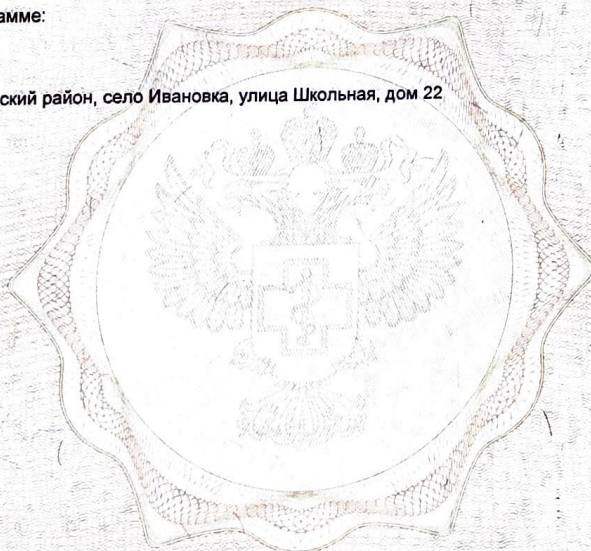 амме:
ский район, село Ивановка, улица Школьная, дом 22